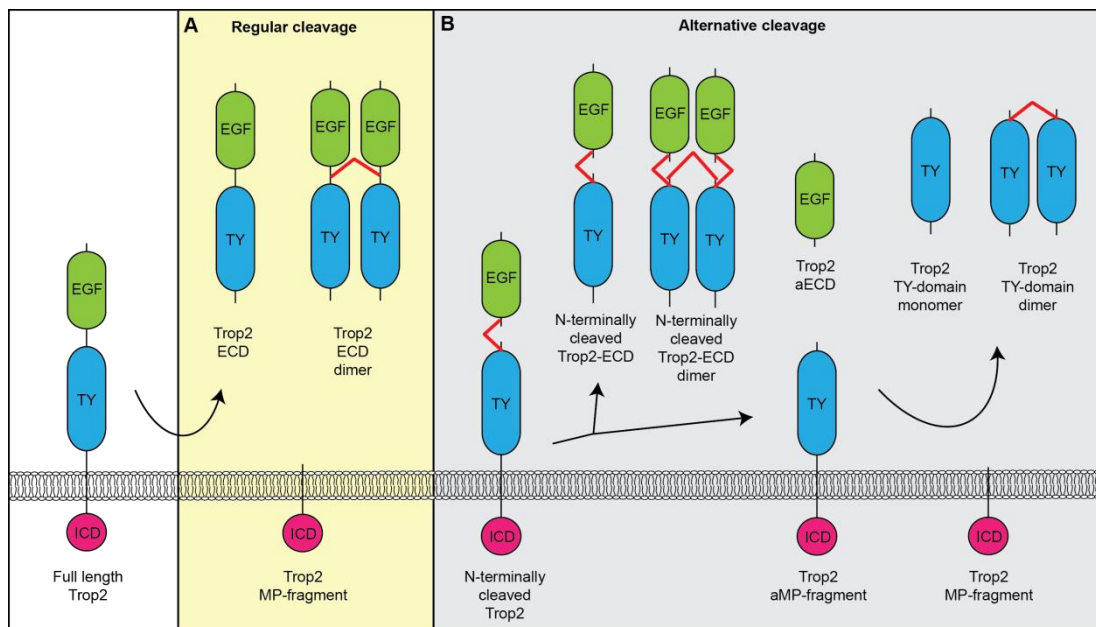 A
Regular cleavage
B
Alternative cleavage
EGF
TY
ICD
Full length
Trop2
EGF
TY
Trop2
ECD
EGF
EGF
TY
TY
Trop2
ECD
dimer
ICD
Trop2
MP-fragment
EGF
TY
ICD
N-terminally
cleaved
Trop2
EGF
TY
N-terminally
cleaved
Trop2-ECD
EGF
EGF
TY
TY
N-terminally
cleaved
Trop2-ECD
dimer
EGF
Trop2
aECD
TY
ICD
Trop2
aMP-fragment
TY
Trop2
TY-domain
monomer
TY
TY
Trop2
TY-domain
dimer
ICD
Trop2
MP-fragment